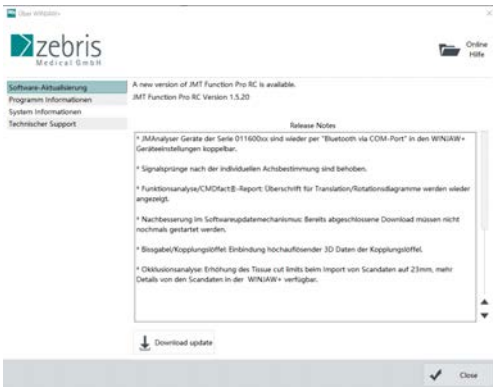 Über WINJAW+
zebris
Medical GmbH
Online
Hilfe
Software-Aktualisierung
Programm Informationen
System Informationen
Technischer Support
A new version of JMT Function Pro RC is available.
JMT Function Pro RC Version 1.5.20
Release Notes
* JMAnalyser Geräte der Serie 011600xx sind wieder per "Bluetooth via COM-Port" in den WINJAW+
Geräteeinstellungen koppelbar.
* Signalsprünge nach der individuellen Achsbestimmung sind behoben.
* Funktionsanalyse/CMDfact®-Report: Überschrift für Translation/Rotationsdiagramme werden wieder
angezeigt.
* Nachbesserung im Softwareupdatemechanismus: Bereits abgeschlossene Download müssen nicht
nochmals gestartet werden.
* Bissgabel/Kopplungslöffel: Einbindung hochauflösender 3D Daten der Kopplungslöffel.
* Okklusionsanalyse: Erhöhung des Tissue cut limits beim Import von Scandaten auf 23mm, mehr
Details von den Scandaten in der WINJAW+ verfügbar.
Download update
Close